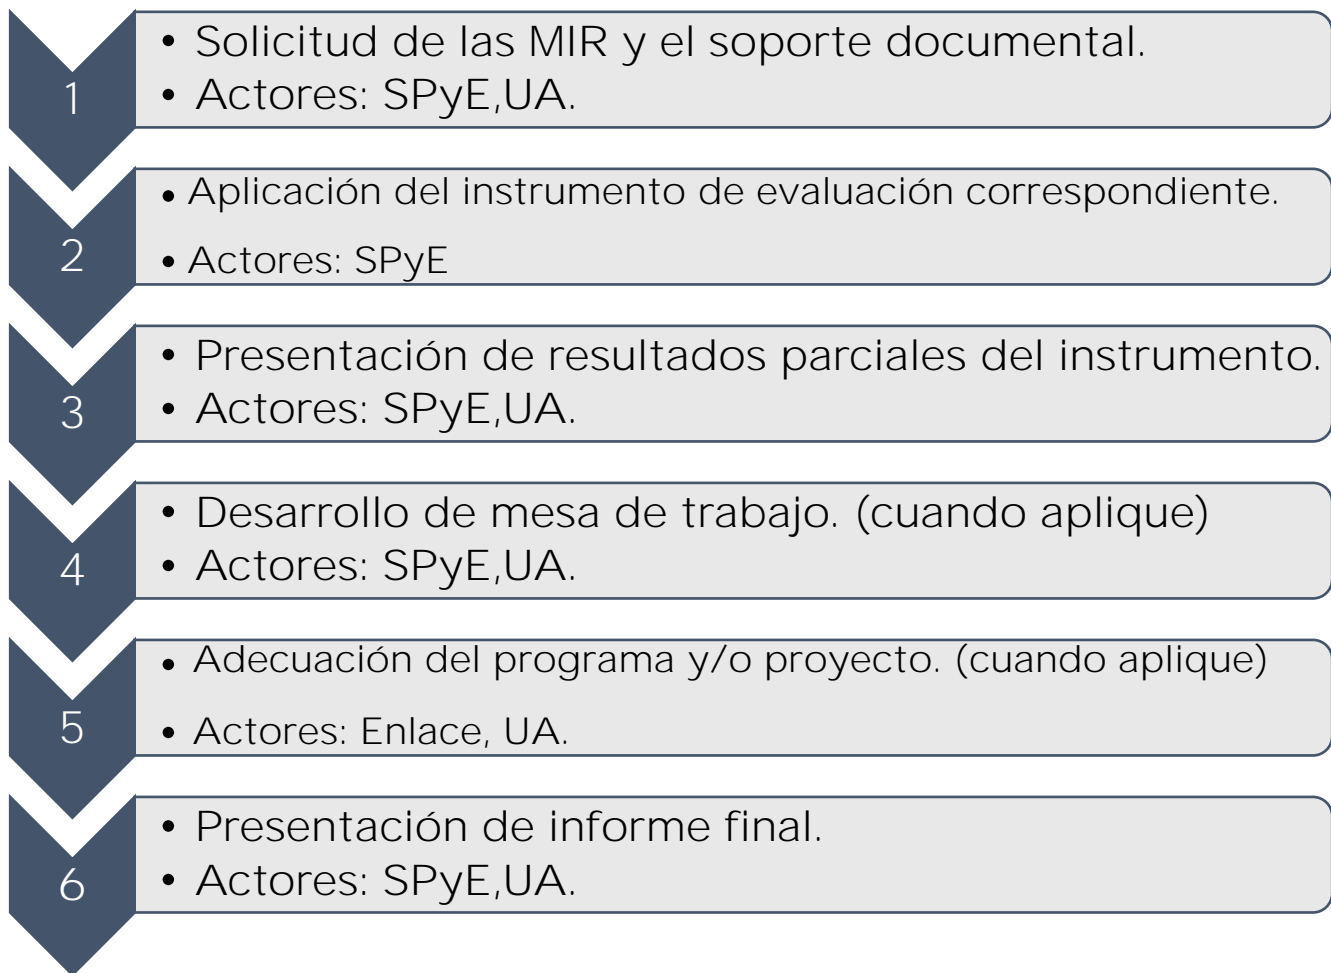 1
• Solicitud de las MIR y el soporte documental.
• Actores: SPyE,UA.
2
• Aplicación del instrumento de evaluación correspondiente.
• Actores: SPyE
3
• Presentación de resultados parciales del instrumento.
• Actores: SPyE,UA.
4
• Desarrollo de mesa de trabajo. (cuando aplique)
• Actores: SPyE,UA.
5
• Adecuación del programa y/o proyecto. (cuando aplique)
• Actores: Enlace, UA.
6
• Presentación de informe final.
• Actores: SPyE,UA.